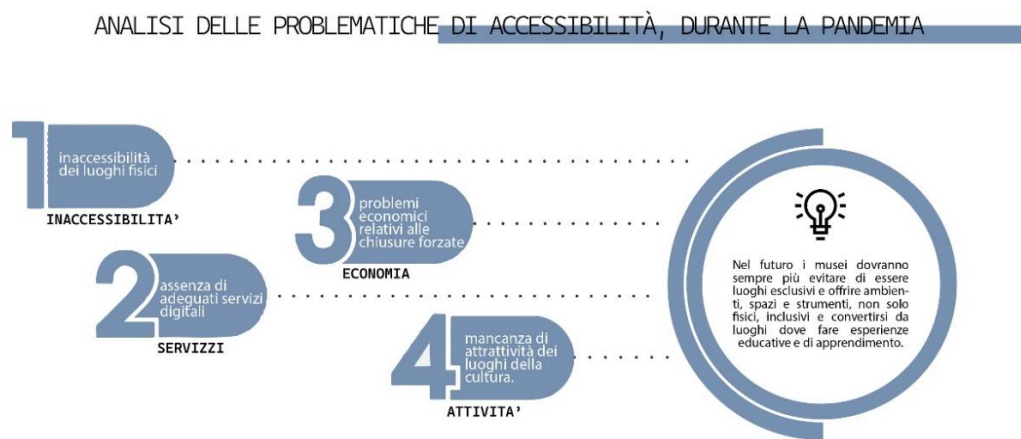 ANALISI DELLE PROBLEMATICHE DI ACCESSIBILITÀ, DURANTE LA PANDEMIA
1
inaccessibilità
dei luoghi fisici
INACCESSIBILITA'
2
assenza di
adeguati servizi
digitali
SERVIZZI
3
problemi
economici
relativi alle
chiusure forzate
ECONOMIA
4
mancanza di
attrattività dei
luoghi della
cultura.
ATTIVITA'
Nel futuro i musei dovranno
sempre più evitare di essere
luoghi esclusivi e offrire ambien-
ti, spazi e strumenti, non solo
fisici, inclusivi e convertirsi da
luoghi dove fare esperienze
educative e di apprendimento.